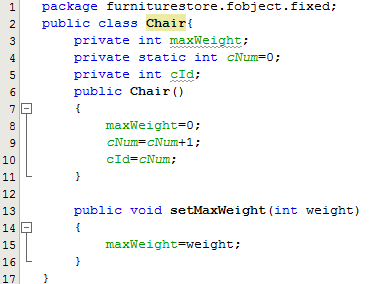 1 package furniturestore.fobject.fixed;
2 public class Chair{
3     private int maxWeight;
4     private static int cNum=0;
5     private int cId;
6     public Chair()
7     {
8         maxWeight=0;
9         cNum=cNum+1;
10         cId=cNum;
11     }
12
13     public void setMaxWeight(int weight)
14     {
15         maxWeight=weight;
16     }
17 }